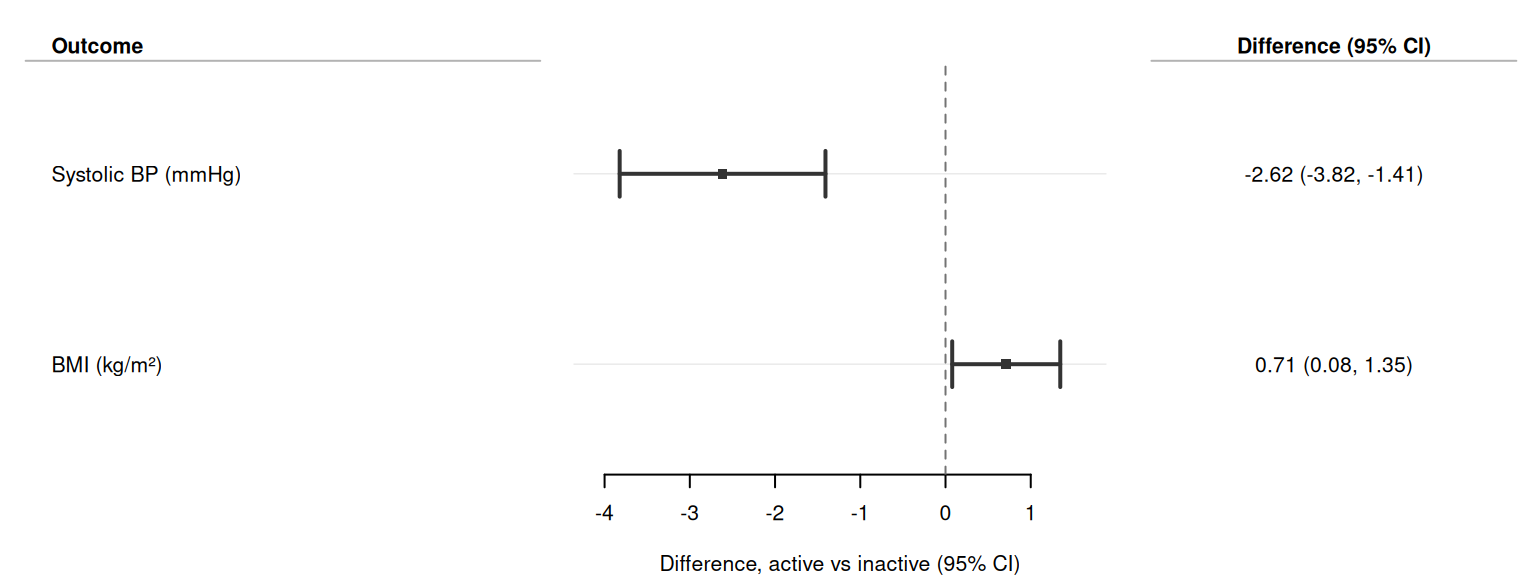 Outcome Difference (95% CI)
Systolic BP (mmHg) -2.62 (-3.82, -1.41)
BMI (kg/m²) 0.71 (0.08, 1.35)
-4 -3 -2 -1 0 1
Difference, active vs inactive (95% CI)